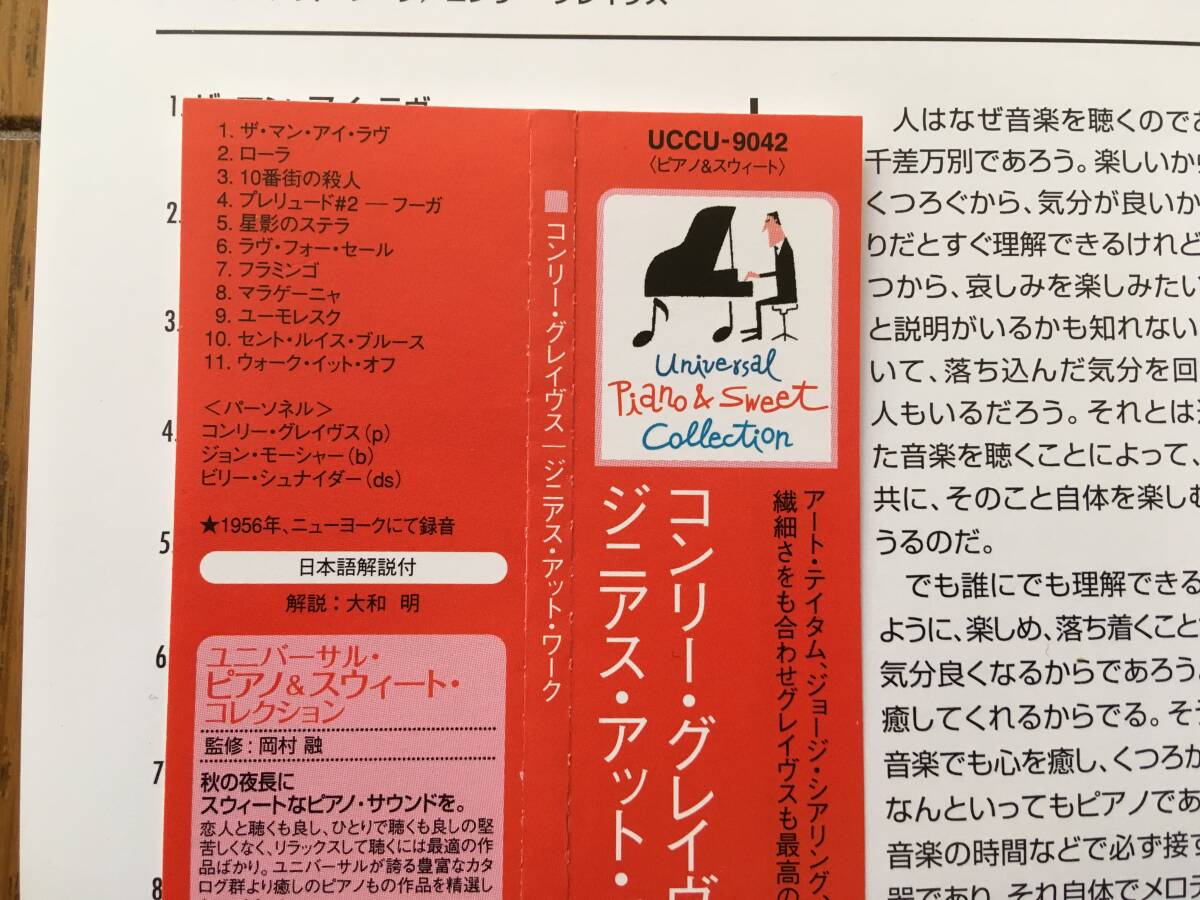 1. ザ・マン・アイ・ラヴ
2. ローラ
3. 10番街の殺人
4. プレリュード#2 ― フーガ
5. 星影のステラ
6. ラヴ・フォー・セール
7. フラミンゴ
8. マラゲーニャ
9. ユーモレスク
10. セント・ルイス・ブルース
11. ウォーク・イット・オフ
<パーソネル>
コンリー・グレイヴス(p)
ジョン・モーシャー(b)
ビリー・シュナイダー(ds)
★1956年、ニューヨークにて録音
日本語解説付
解説：大和 明
ユニバーサル・
ピアノ&スウィート・
コレクション
監修：岡村 融
秋の夜長に
スウィートなピアノ・サウンドを。
恋人と聴くも良し、ひとりで聴くも良しの堅
苦しくなく、リラックスして聴くには最適の作
品ばかり。ユニバーサルが誇る豊富なカタ
ログ群より癒しのピアノもの作品を精選し
コンリー・グレイヴス｜ジニアス・アット・ワーク
UCCU-9042
〈ピアノ&スウィート〉
Universal
Piano & Sweet
Collection
アート・テイタム、ジョージ・シアリング、
繊細さをも合わせグレイヴスも最高の
コンリー・グレイヴ
ジニアス・アット・
1.
2.
3.
4.
5.
6
7
8
人はなぜ音楽を聴くのであ
千差万別であろう。楽しいから
くつろぐから、気分が良いか
りだとすぐ理解できるけれど
つから、哀しみを楽しみたい
と説明がいるかも知れない
いて、落ち込んだ気分を回
人もいるだろう。それとは
た音楽を聴くことによって、
共に、そのこと自体を楽しむ
うるのだ。
でも誰にでも理解できる
ように、楽しめ、落ち着くこと
気分良くなるからであろう。
癒してくれるからでる。そ
音楽でも心を癒し、くつろか
なんといってもピアノであ
音楽の時間などで必ず接す
器であり、それ自体でメロデ